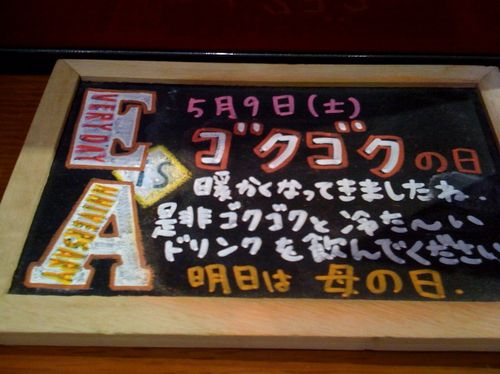 EVERYDAY
IS
ANNIVERSARY
5月9日(土)
ゴクゴクの日
暖かくなってきましたね.
是非ゴクゴクと冷た〜い
ドリンクを飲んでください
明日は母の日.